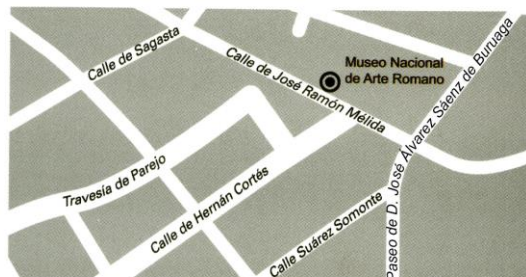 Calle de Sagasta
Calle de José Ramón Mélida
Museo Nacional
de Arte Romano
Paseo de D. José Álvarez Sáenz de Buruaga
Travesía de Parejo
Calle de Hernán Cortés
Calle Suárez Somonte